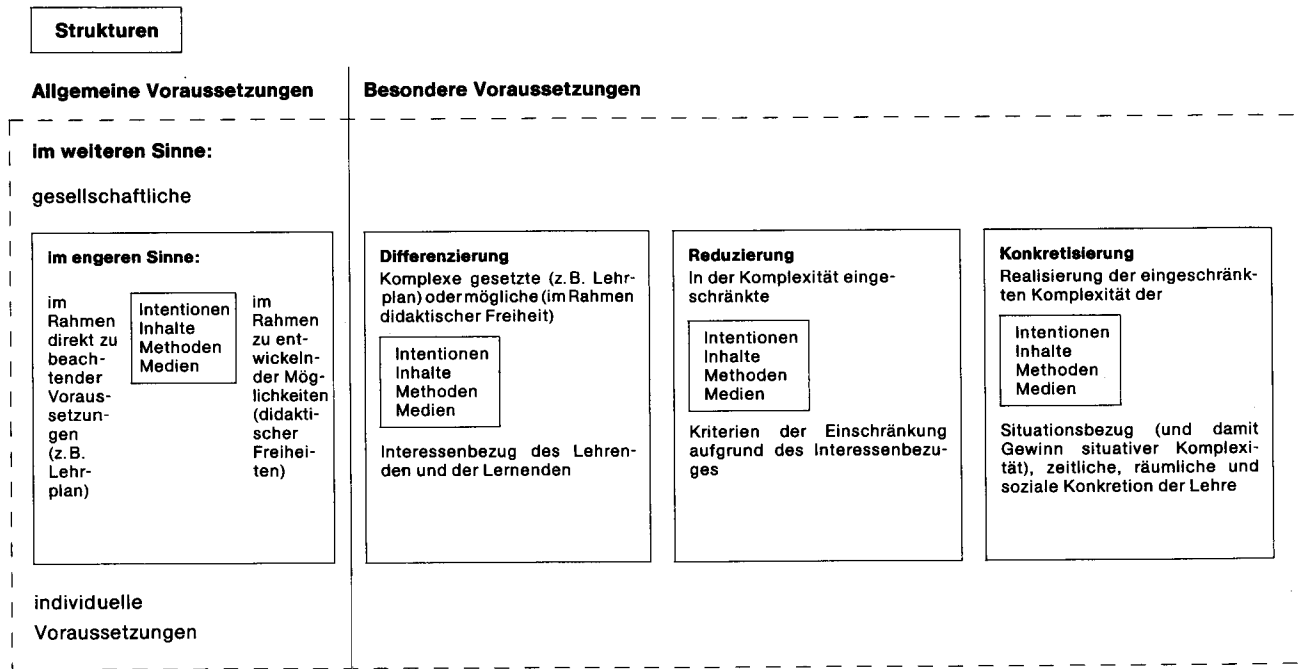 Strukturen
Allgemeine Voraussetzungen
Besondere Voraussetzungen
im weiteren Sinne:
gesellschaftliche
im engeren Sinne:
im
Rahmen
direkt zu
beach-
tender
Voraus-
setzun-
gen
(z. B.
Lehr-
plan)
Intentionen
Inhalte
Methoden
Medien
im
Rahmen
zu ent-
wickeln-
der Mög-
lichkeiten
(didakti-
scher
Freihei-
ten)
Differenzierung
Komplexe gesetzte (z. B. Lehr-
plan) oder mögliche (im Rahmen
didaktischer Freiheit)
Intentionen
Inhalte
Methoden
Medien
Interessenbezug des Lehren-
den und der Lernenden
Reduzierung
In der Komplexität einge-
schränkte
Intentionen
Inhalte
Methoden
Medien
Kriterien der Einschränkung
aufgrund des Interessenbezu-
ges
Konkretisierung
Realisierung der eingeschränk-
ten Komplexität der
Intentionen
Inhalte
Methoden
Medien
Situationsbezug (und damit
Gewinn situativer Komplexi-
tät), zeitliche, räumliche und
soziale Konkretion der Lehre
individuelle
Voraussetzungen